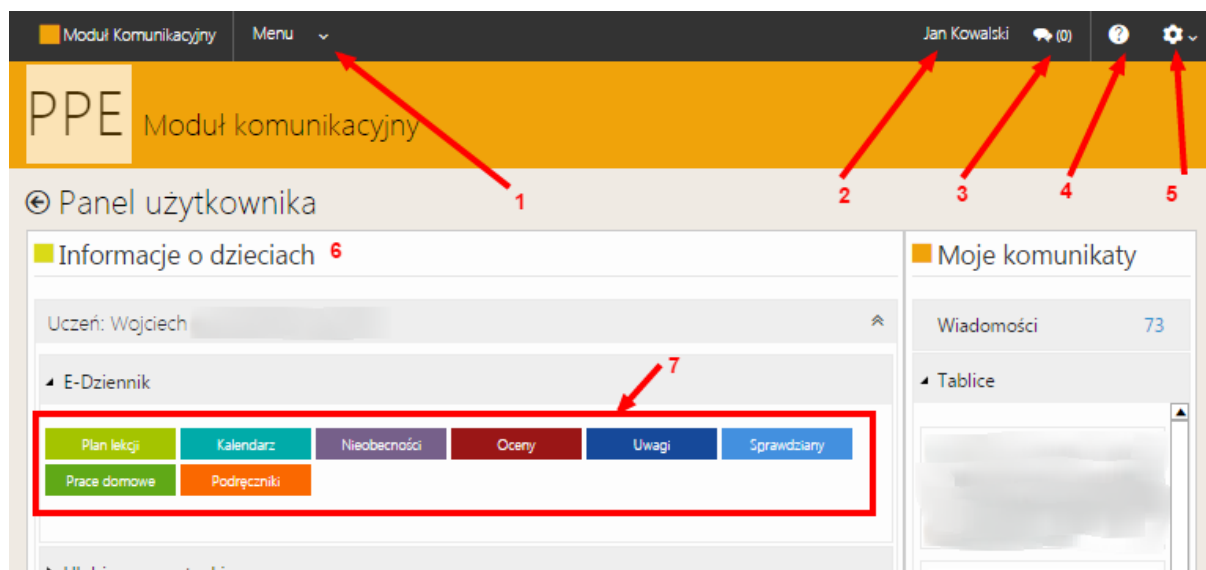 Moduł Komunikacyjny Menu Jan Kowalski (0) ?
PPE Moduł komunikacyjny
1 2 3 4 5
Panel użytkownika
Informacje o dzieciach 6
Moje komunikaty
Uczeń: Wojciech
Wiadomości 73
7
E-Dziennik
Tablice
Plan lekcji Kalendarz Nieobecności Oceny Uwagi Sprawdziany
Prace domowe Podręczniki